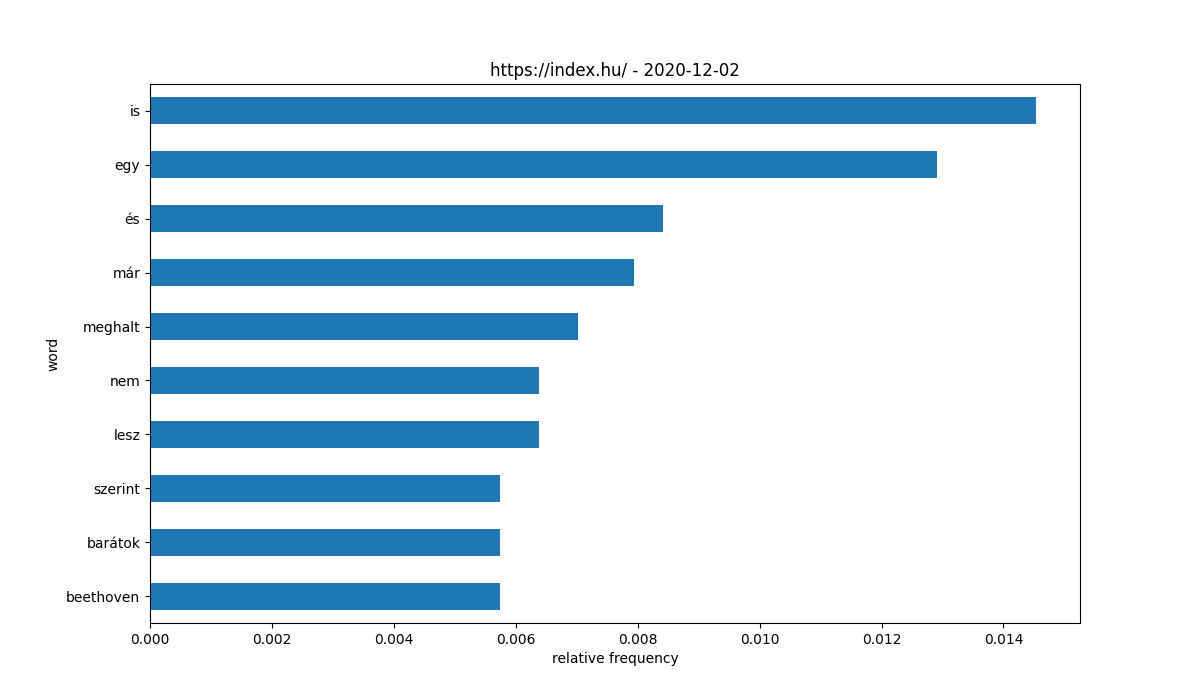 https://index.hu/ - 2020-12-02
word
is
egy
és
már
meghalt
nem
lesz
szerint
barátok
beethoven
0.000 0.002 0.004 0.006 0.008 0.010 0.012 0.014
relative frequency